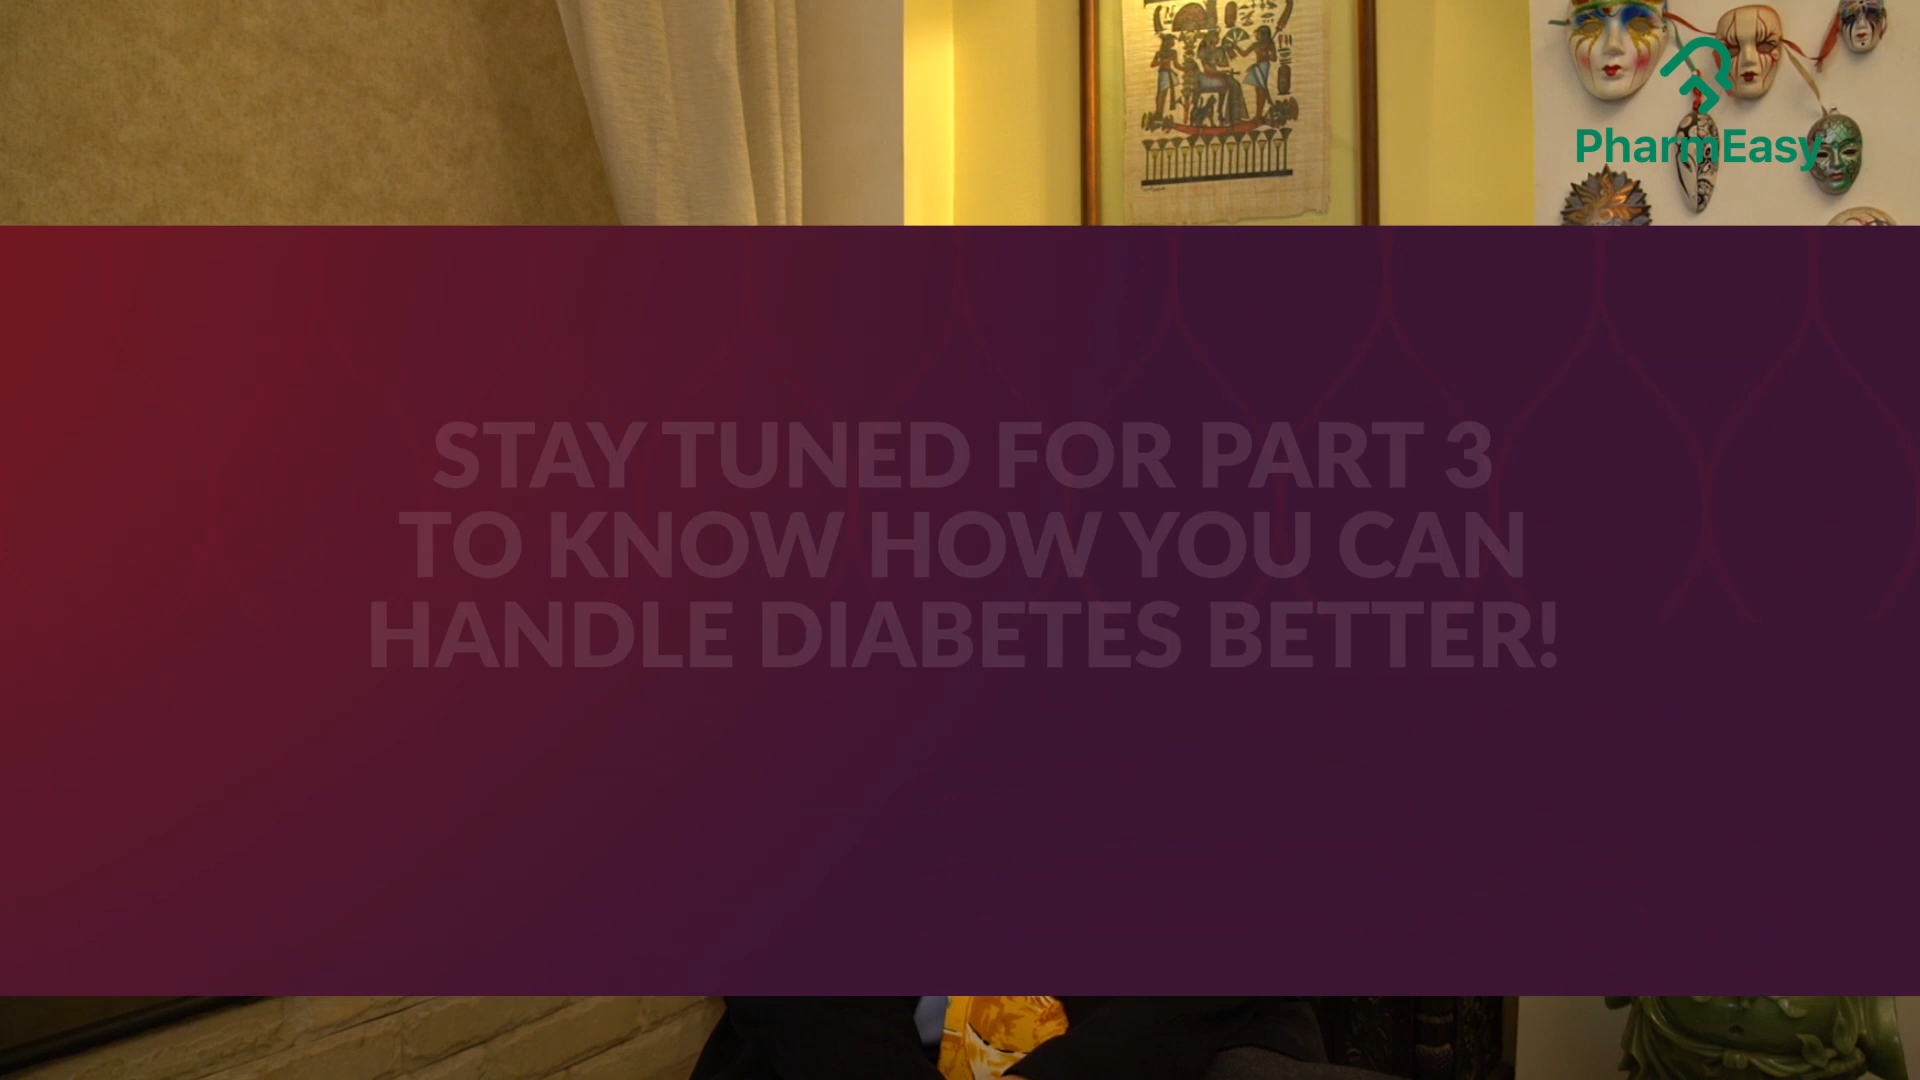 PharmEasy
STAY TUNED FOR PART 3
TO KNOW HOW YOU CAN
HANDLE DIABETES BETTER!